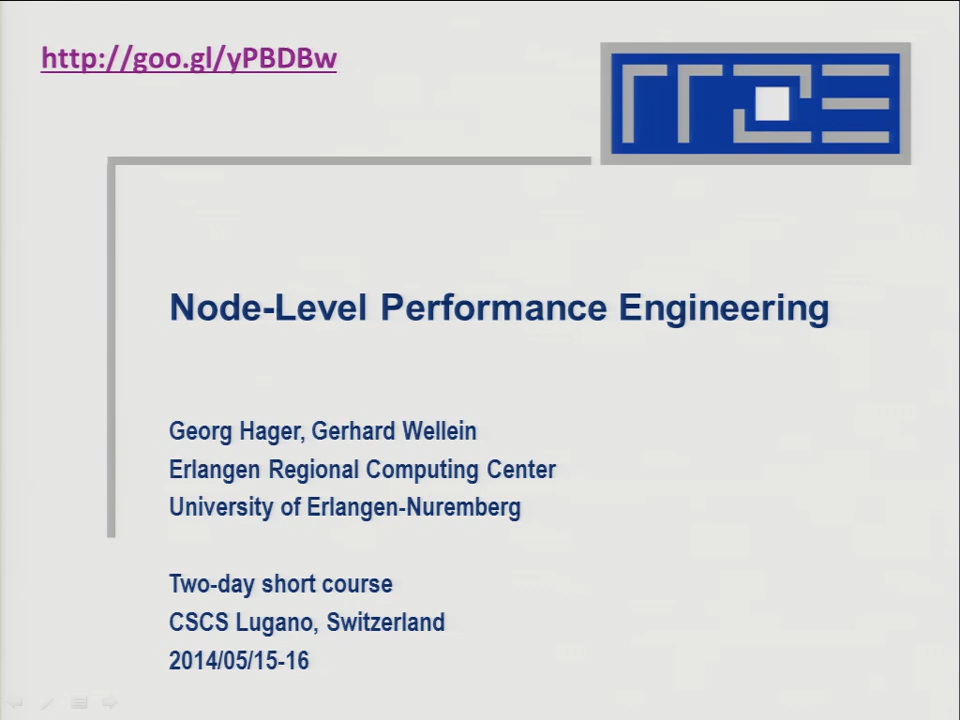 http://goo.gl/yPBDBw
Node-Level Performance Engineering
Georg Hager, Gerhard Wellein
Erlangen Regional Computing Center
University of Erlangen-Nuremberg
Two-day short course
CSCS Lugano, Switzerland
2014/05/15-16